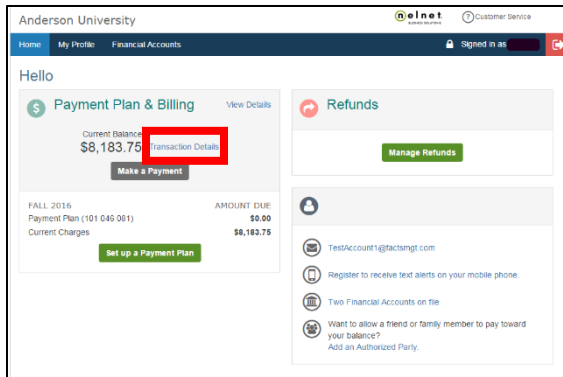 Anderson University
nelnet
BUSINESS SOLUTIONS
? Customer Service
Home My Profile Financial Accounts Signed in as
Hello
$ Payment Plan & Billing View Details
Current Balance
$8,183.75 Transaction Details
Make a Payment
FALL 2016 AMOUNT DUE
Payment Plan (101 046 081) $0.00
Current Charges $8,183.75
Set up a Payment Plan
Refunds
Manage Refunds
TestAccount1@factsmgt.com
Register to receive text alerts on your mobile phone.
Two Financial Accounts on file
Want to allow a friend or family member to pay toward
your balance?
Add an Authorized Party.